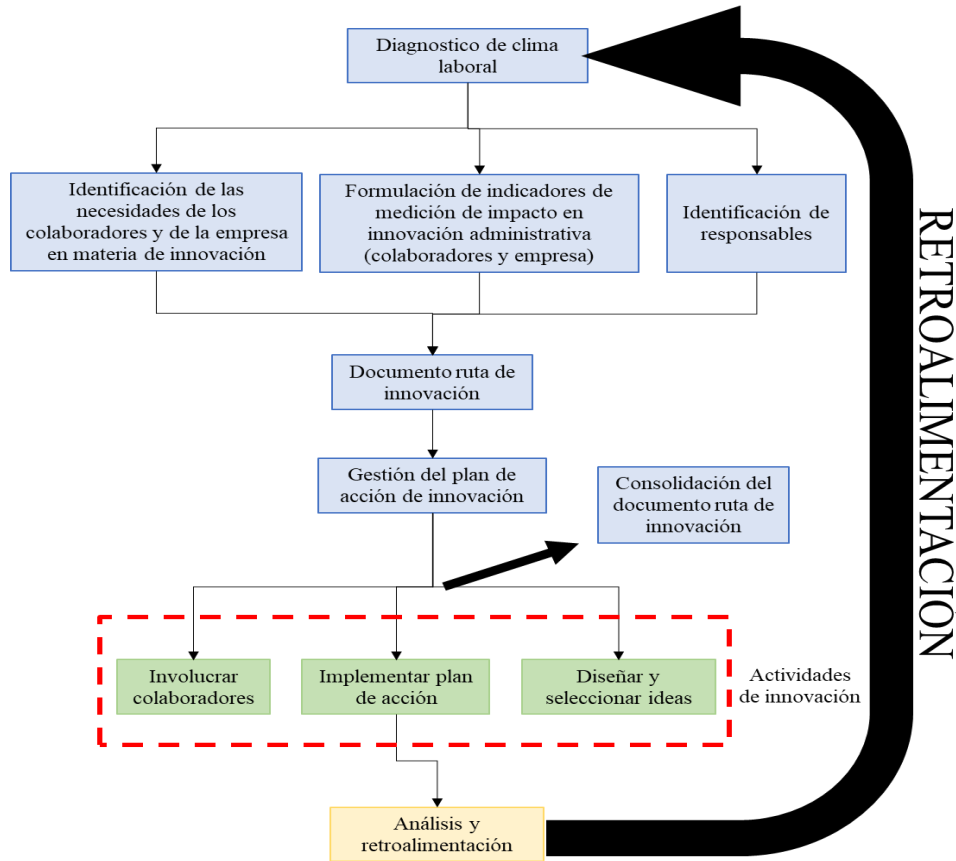 Diagnostico de clima
laboral
Identificación de las
necesidades de los
colaboradores y de la empresa
en materia de innovación
Formulación de indicadores de
medición de impacto en
innovación administrativa
(colaboradores y empresa)
Identificación de
responsables
Documento ruta de
innovación
Gestión del plan de
acción de innovación
Consolidación del
documento ruta de
innovación
Involucrar
colaboradores
Implementar plan
de acción
Diseñar y
seleccionar ideas
Actividades
de innovación
Análisis y
retroalimentación
RETROALIMENTACIÓN